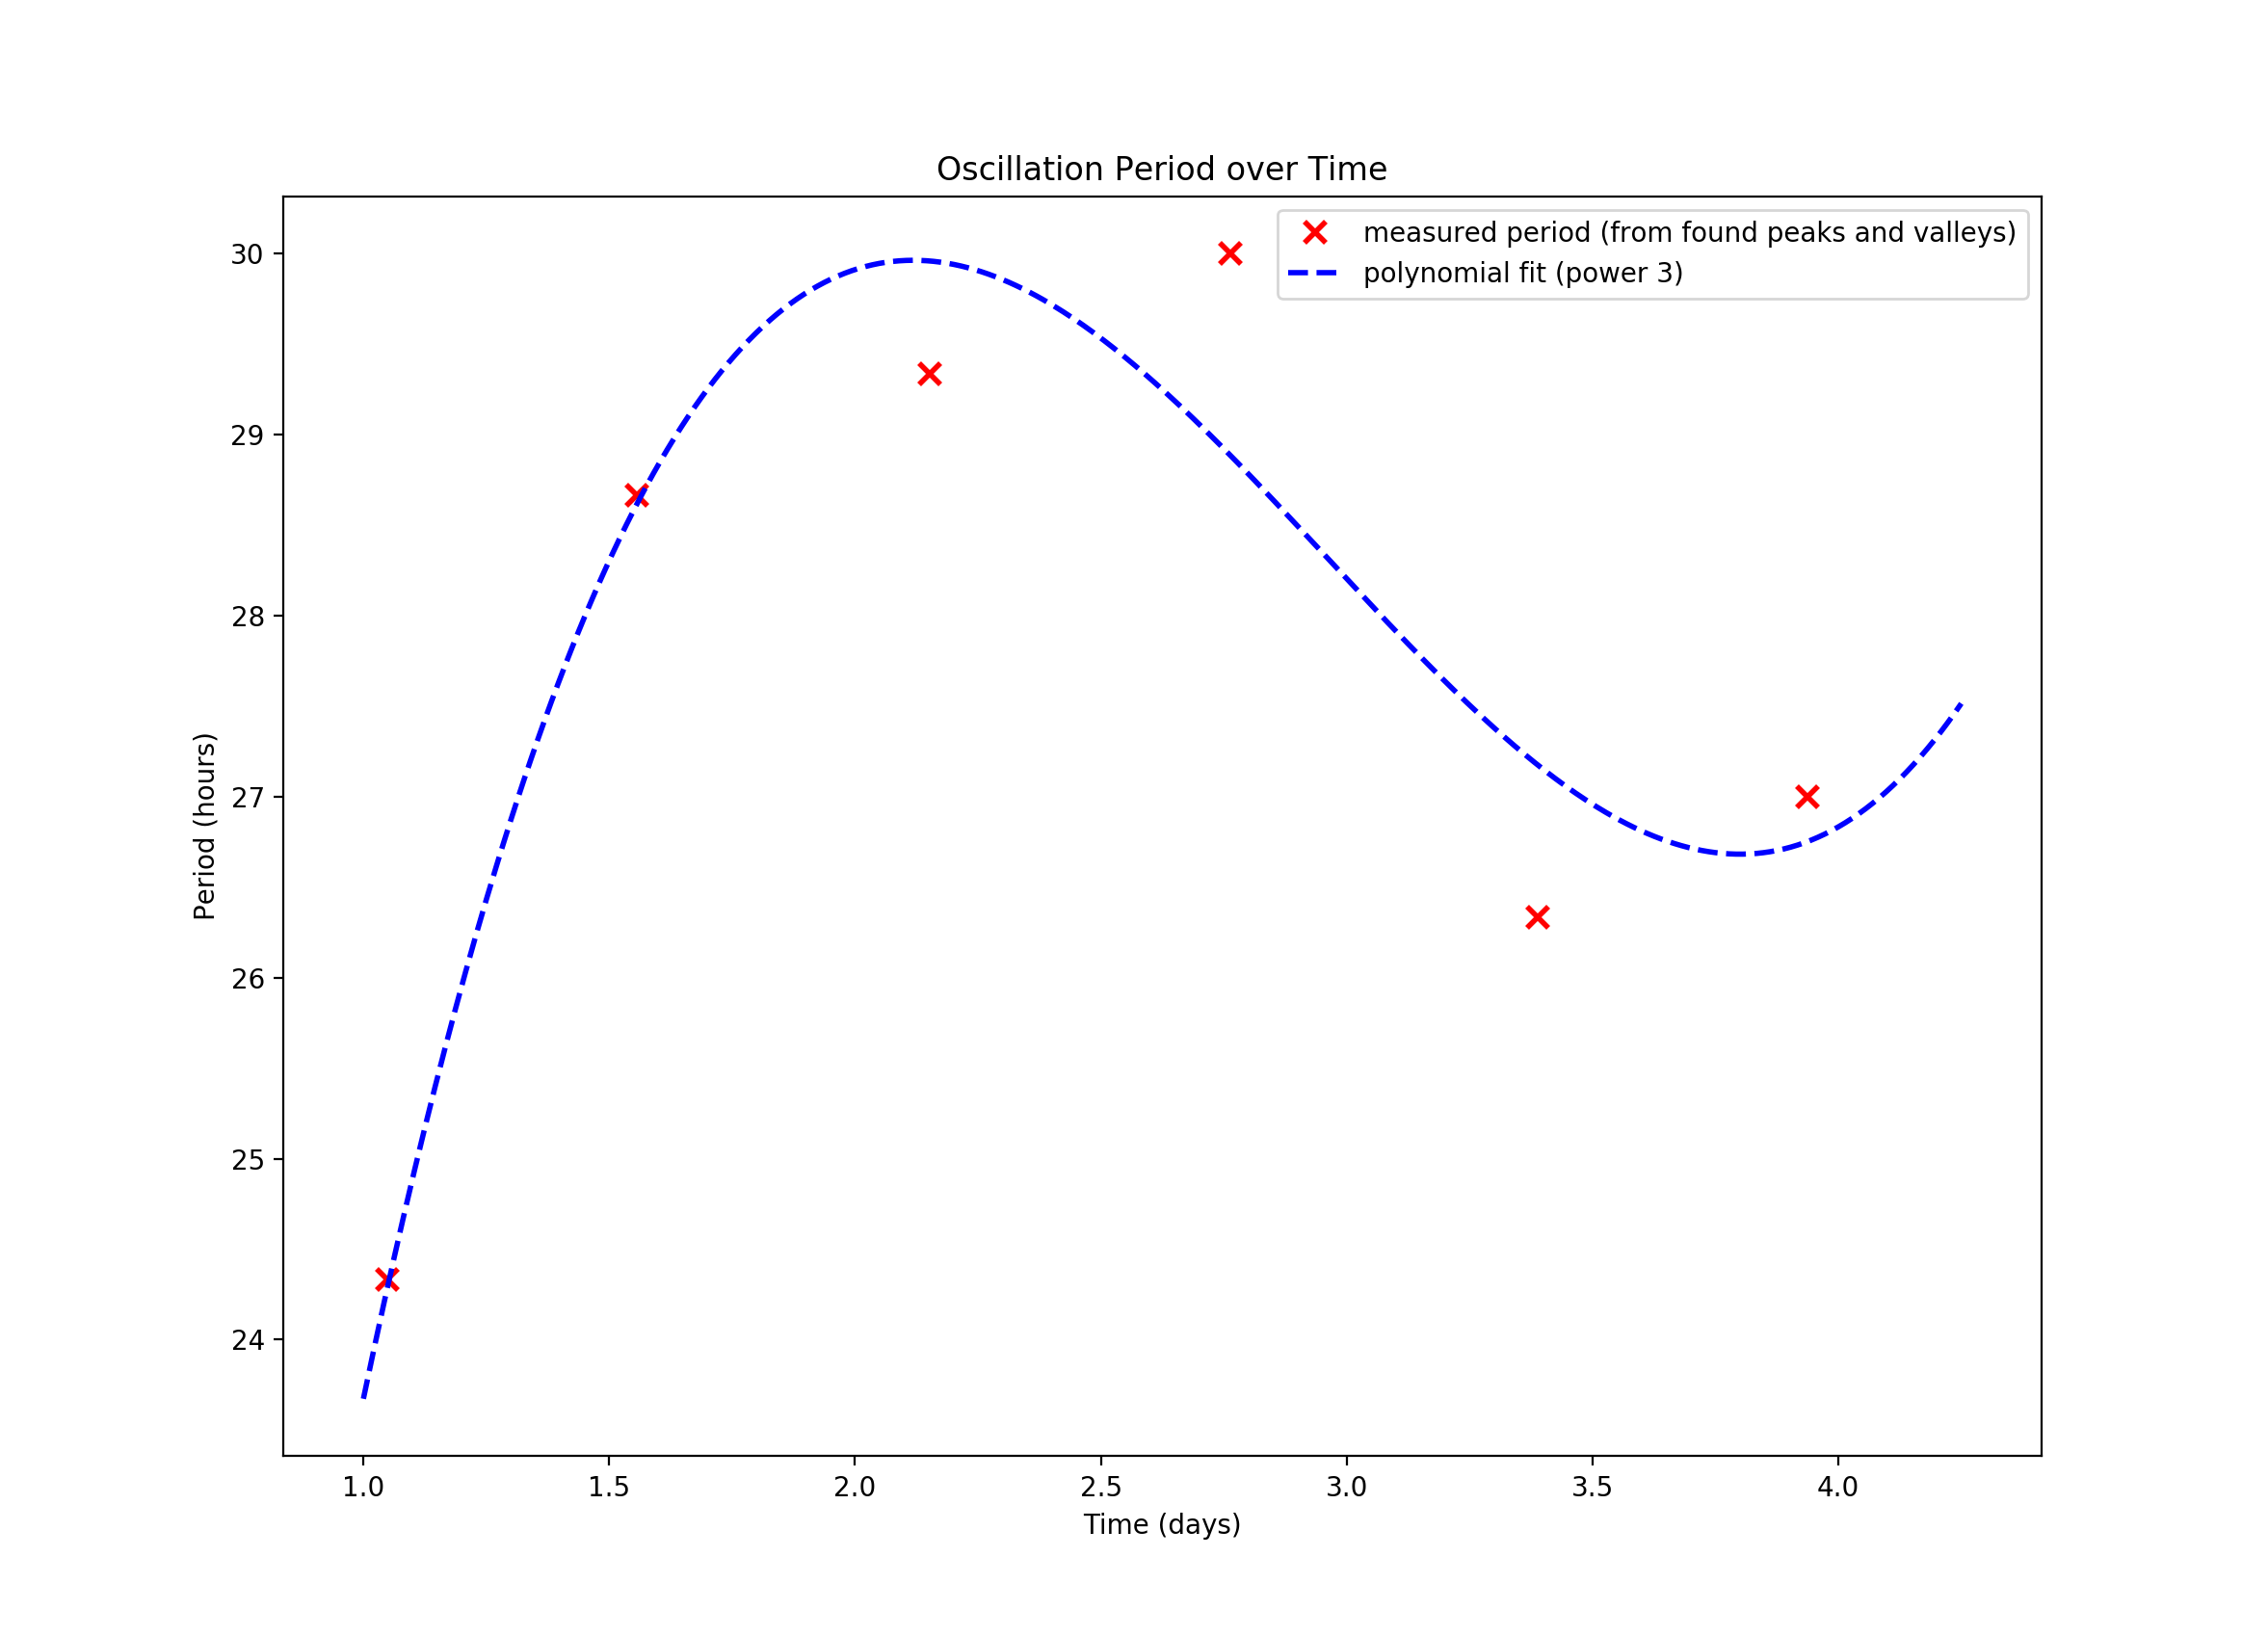 Oscillation Period over Time
measured period (from found peaks and valleys)
polynomial fit (power 3)
30
29
28
27
26
25
24
Period (hours)
1.0 1.5 2.0 2.5 3.0 3.5 4.0
Time (days)